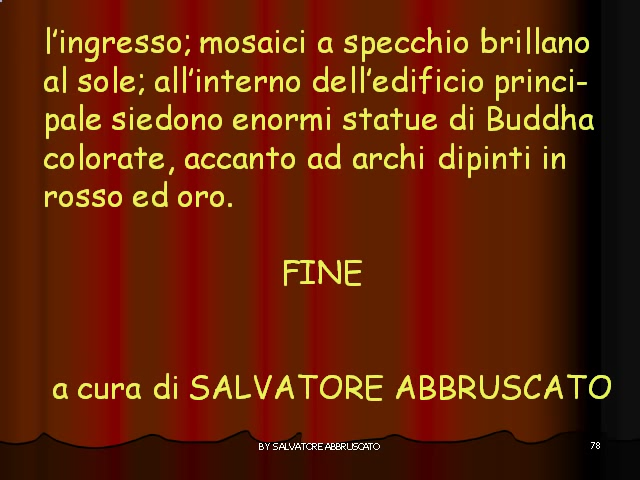 l’ingresso; mosaici a specchio brillano
al sole; all’interno dell’edificio princi-
pale siedono enormi statue di Buddha
colorate, accanto ad archi dipinti in
rosso ed oro.
FINE
a cura di SALVATORE ABBRUSCATO
BY SALVATORE ABBRUSCATO
78